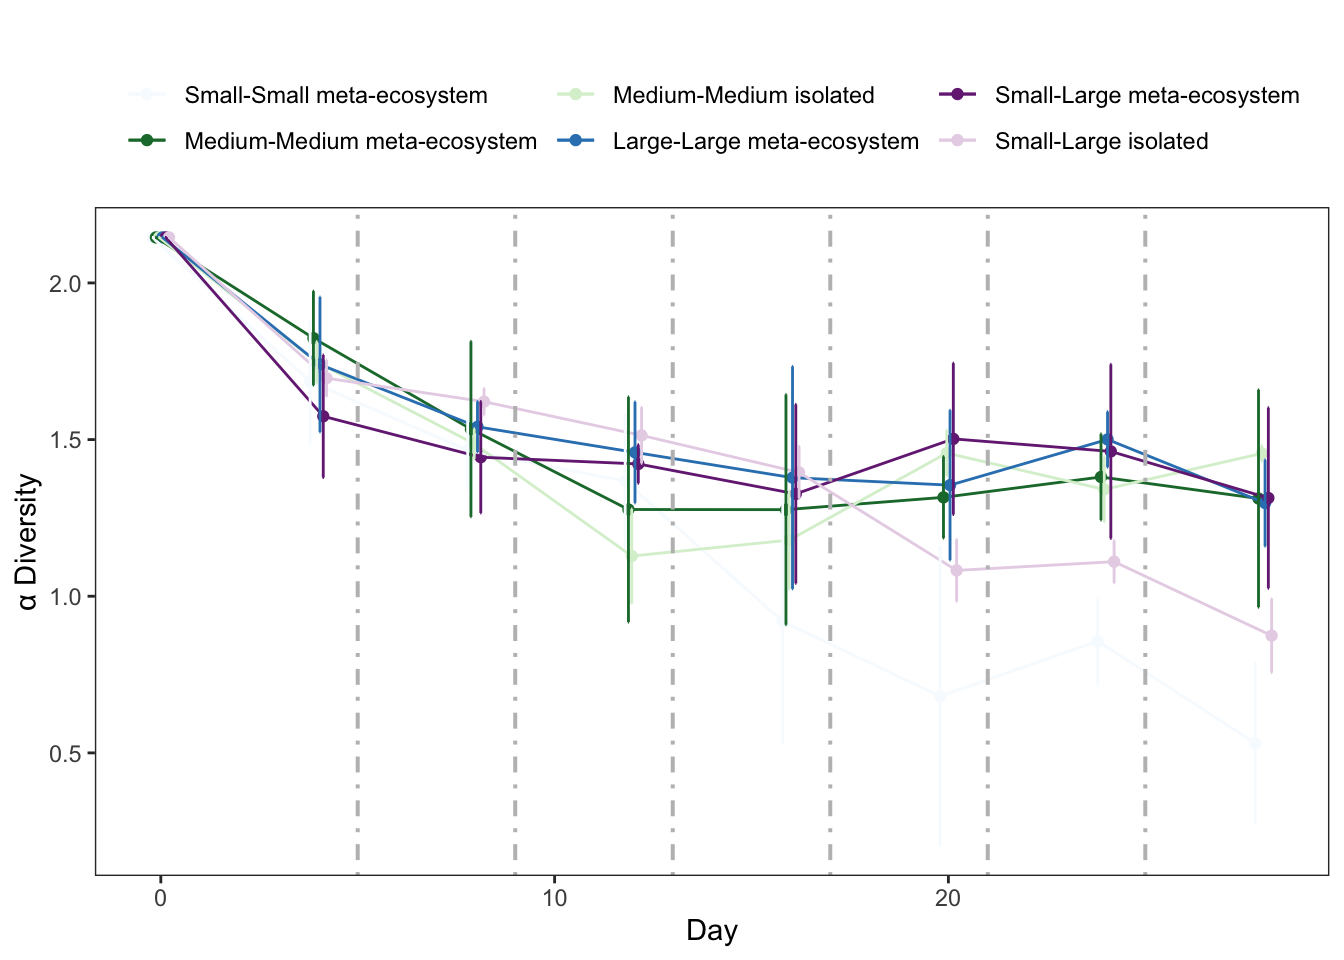 Small-Small meta-ecosystem Medium-Medium isolated Small-Large meta-ecosystem
Medium-Medium meta-ecosystem Large-Large meta-ecosystem Small-Large isolated
2.0
1.5
1.0
0.5
α Diversity
0 10 20
Day